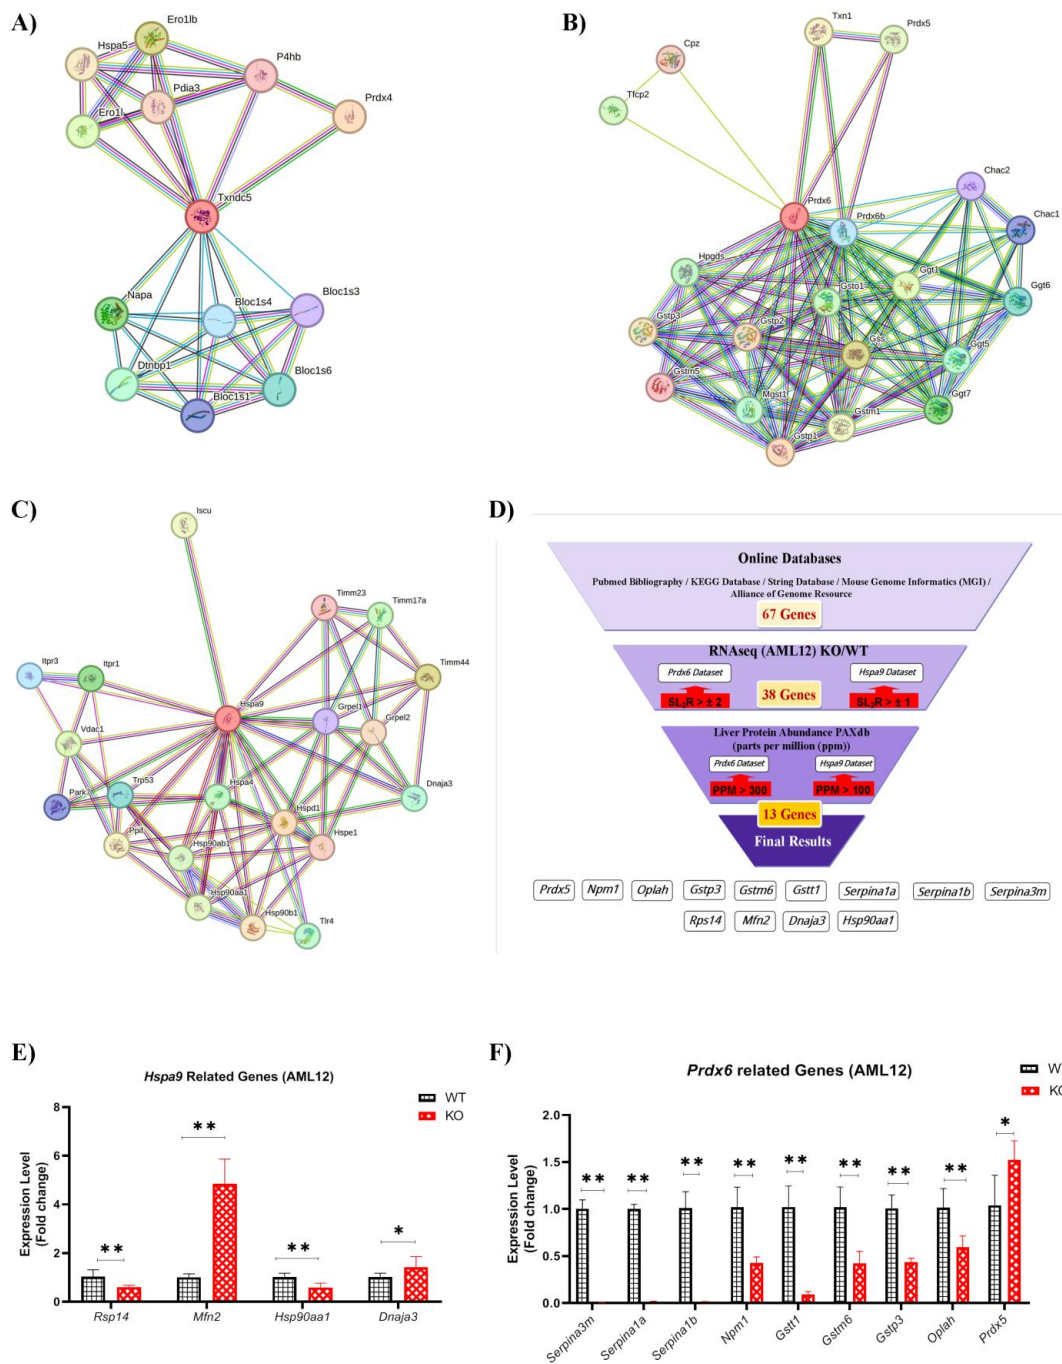 A)
Ero1lb
Hspa5
P4hb
Pdia3
Prdx4
Ero1l
Txndc5
Napa
Bloc1s4
Bloc1s3
Dtnbp1
Bloc1s6
Bloc1s1
B)
Txn1
Prdx5
Cpz
Tfcp2
Chac2
Prdx6
Prdx6b
Chac1
Hpgds
Ggt1
Ggt6
Gsto1
Gstp3
Gstp2
Gss
Ggt5
Gstm5
Mgst1
Ggt7
Gstm1
Gstp1
C)
Iscu
Timm23
Timm17a
Itpr3
Itpr1
Timm44
Hspa9
Grpel1
Grpel2
Vdac1
Trp53
Hspa4
Dnaja3
Park7
Hspd1
Ppif
Hspe1
Hsp90ab1
Hsp90aa1
Hsp90b1
Tlr4
D)
Online Databases
Pubmed Bibliography / KEGG Database / String Database / Mouse Genome Informatics (MGI) /
Alliance of Genome Resource
67 Genes
RNAseq (AML12) KO/WT
Prdx6 Dataset
Hspa9 Dataset
38 Genes
SL₂R > ± 2
SL₂R > ± 1
Liver Protein Abundance PAXdb
(parts per million (ppm))
Prdx6 Dataset
Hspa9 Dataset
PPM > 300
PPM > 100
13 Genes
Final Results
Prdx5 Npm1 Oplah Gstp3 Gstm6 Gstt1 Serpina1a Serpina1b Serpina3m
Rps14 Mfn2 Dnaja3 Hsp90aa1
E)
Hspa9 Related Genes (AML12)
WT
KO
Expression Level
(Fold change)
8
6
4
2
0
**
**
**
*
Rsp14 Mfn2 Hsp90aa1 Dnaja3
F)
Prdx6 related Genes (AML12)
W
KO
Expression Level
(Fold change)
2.0
1.5
1.0
0.5
0.0
**
**
**
**
**
**
**
**
*
Serpina3m Serpina1a Serpina1b Npm1 Gstt1 Gstm6 Gstp3 Oplah Prdx5